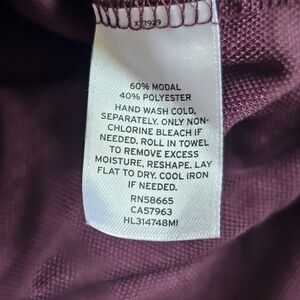 60% MODAL
40% POLYESTER
HAND WASH COLD,
SEPARATELY. ONLY NON-
CHLORINE BLEACH IF
NEEDED. ROLL IN TOWEL
TO REMOVE EXCESS
MOISTURE, RESHAPE. LAY
FLAT TO DRY. COOL IRON
IF NEEDED.
RN58665
CA57963
HL314748MI